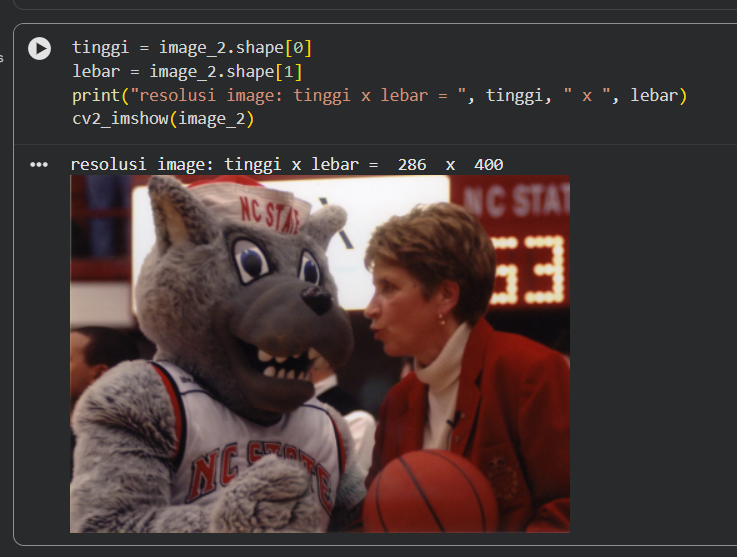 tinggi = image_2.shape[0]
lebar = image_2.shape[1]
print("resolusi image: tinggi x lebar = ", tinggi, " x ", lebar)
cv2_imshow(image_2)
resolusi image: tinggi x lebar =  286  x  400
NC STATE
NC STAT
53
NC STATE